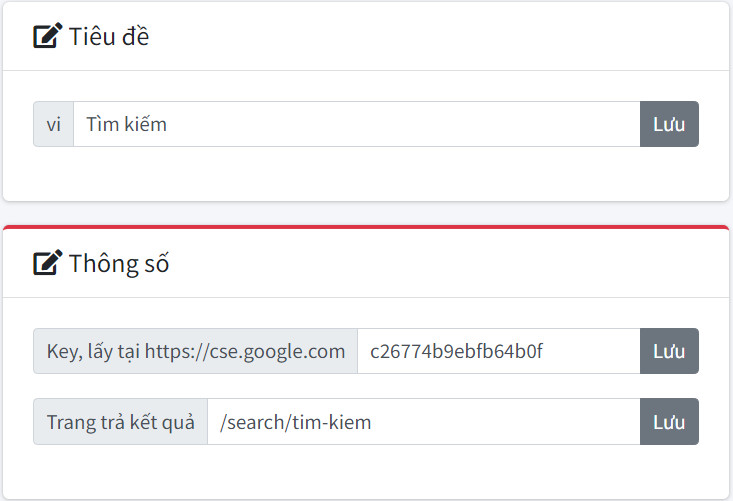 Tiêu đề
vi Tìm kiếm Lưu
Thông số
Key, lấy tại https://cse.google.com c26774b9ebfb64b0f Lưu
Trang trả kết quả /search/tim-kiem Lưu